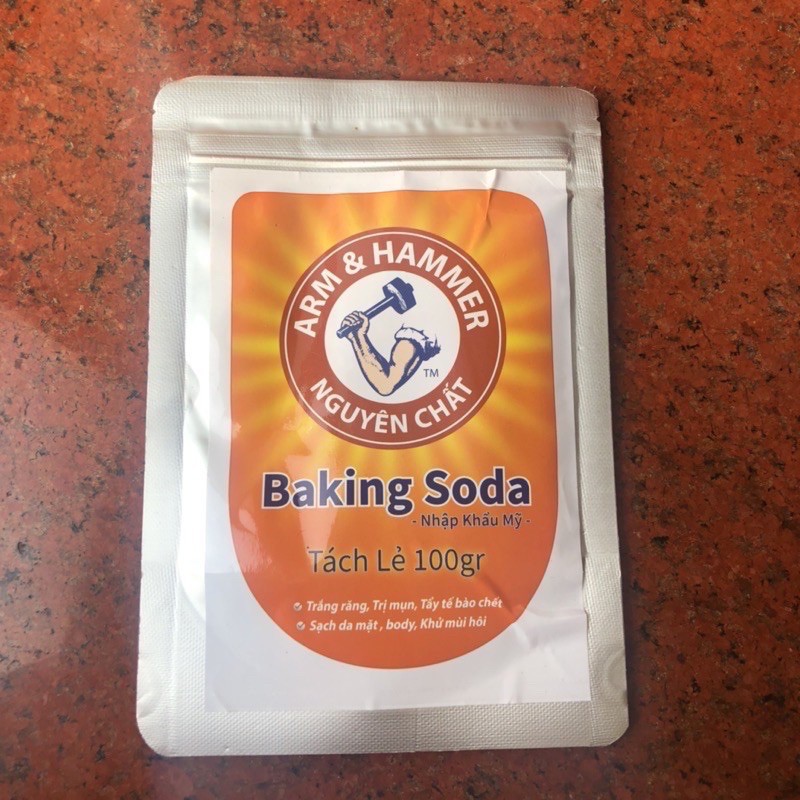 ARM & HAMMER
TM
NGUYÊN CHẤT
Baking Soda
- Nhập Khẩu Mỹ -
Tách Lẻ 100gr
Trắng răng, Trị mụn, Tẩy tế bào chết
Sạch da mặt , body, Khử mùi hôi